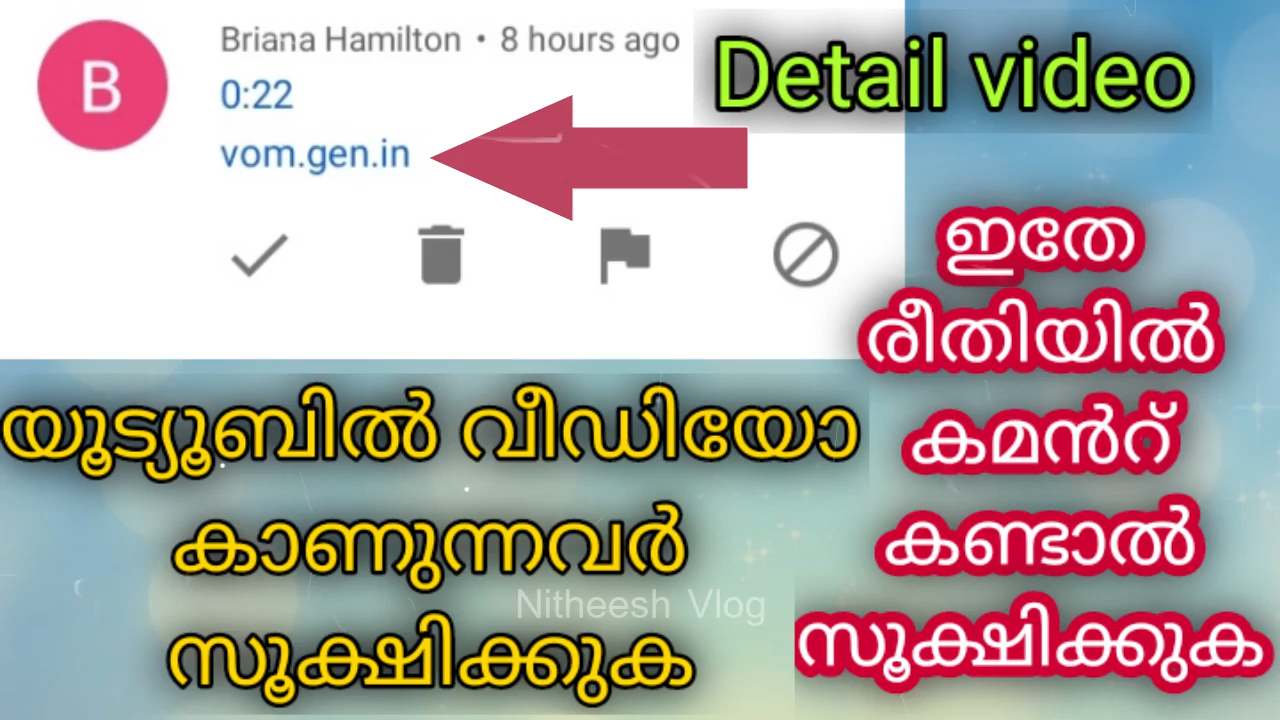 B
Briana Hamilton • 8 hours ago
0:22
vom.gen.in
Detail video
ഇതേ
രീതിയിൽ
കമൻറ്
കണ്ടാൽ
സൂക്ഷിക്കുക
യൂട്യൂബിൽ വീഡിയോ
കാണുന്നവർ
Nitheesh Vlog
സൂക്ഷിക്കുക